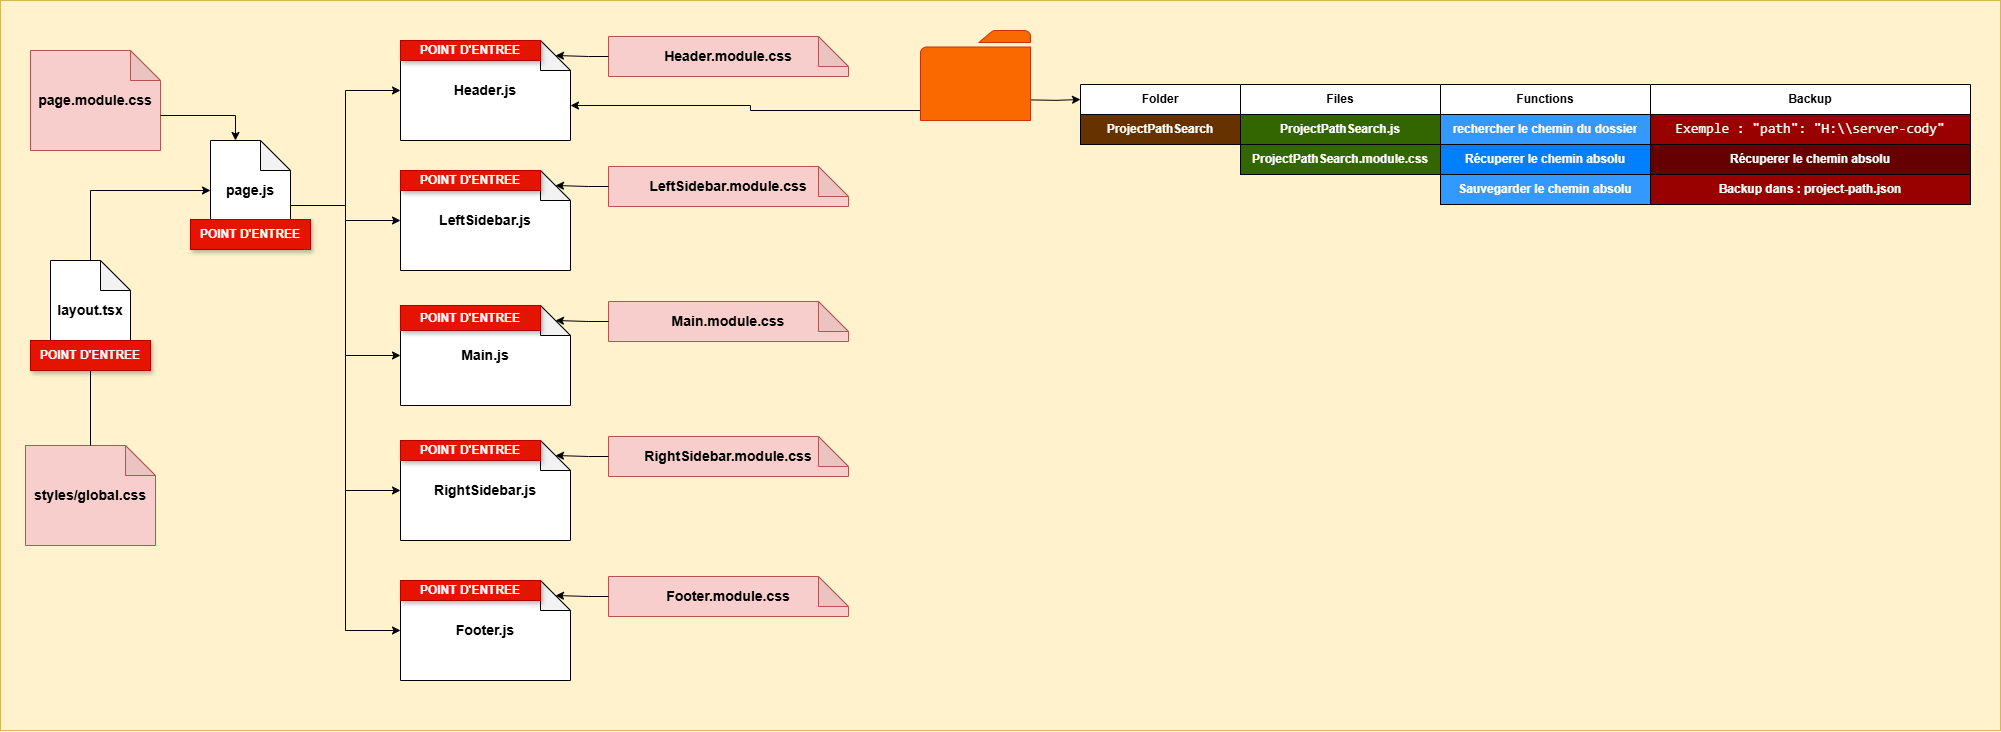 page.module.css
page.js
POINT D'ENTREE
layout.tsx
POINT D'ENTREE
styles/global.css
POINT D'ENTREE
Header.js
Header.module.css
POINT D'ENTREE
LeftSidebar.js
LeftSidebar.module.css
POINT D'ENTREE
Main.js
Main.module.css
POINT D'ENTREE
RightSidebar.js
RightSidebar.module.css
POINT D'ENTREE
Footer.js
Footer.module.css
Folder Files Functions Backup
ProjectPathSearch ProjectPathSearch.js rechercher le chemin du dossier Exemple : "path": "H:\\server-cody"
ProjectPathSearch.module.css Récuperer le chemin absolu Récuperer le chemin absolu
Sauvegarder le chemin absolu Backup dans : project-path.json